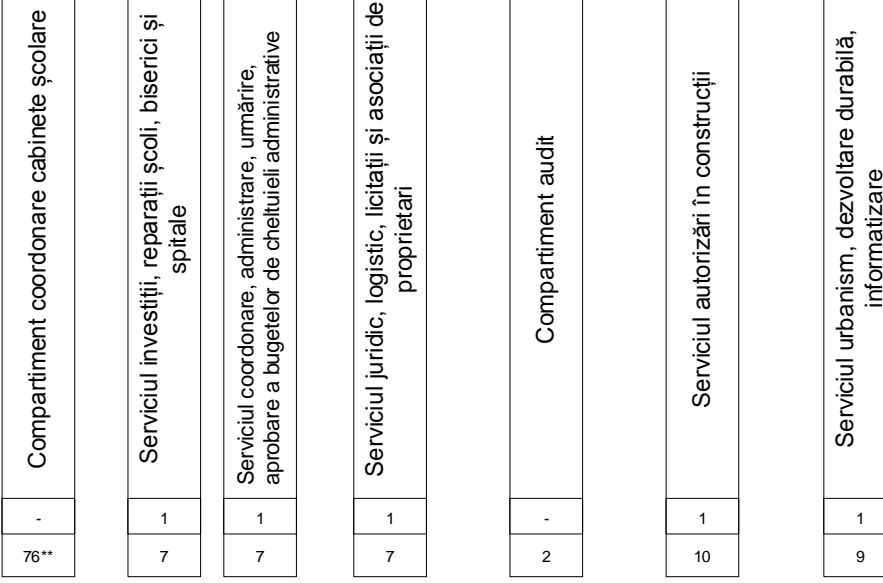 Compartiment coordonare cabinete școlare
-
76**
Serviciul investiții, reparații școli, biserici și
spitale
1
7
Serviciul coordonare, administrare, urmărire,
aprobare a bugetelor de cheltuieli administrative
1
7
Serviciul juridic, logistic, licitații și asociații de
proprietari
1
7
Compartiment audit
-
2
Serviciul autorizări în construcții
1
10
Serviciul urbanism, dezvoltare durabilă,
informatizare
1
9